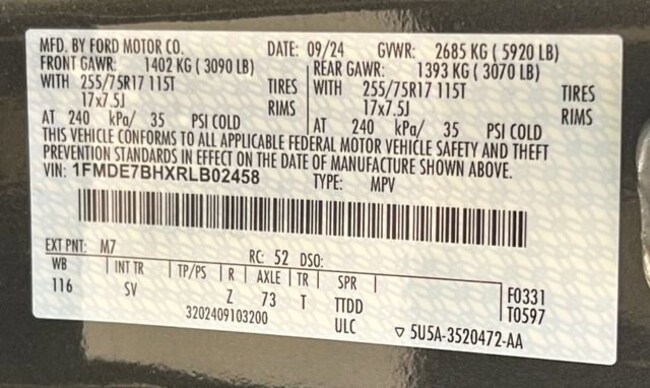 MFD. BY FORD MOTOR CO. DATE: 09/24 GVWR: 2685 KG ( 5920 LB)
FRONT GAWR: 1402 KG ( 3090 LB) REAR GAWR: 1393 KG ( 3070 LB)
WITH 255/75R17 115T TIRES WITH 255/75R17 115T TIRES
17x7.5J RIMS 17x7.5J RIMS
AT 240 kPa/ 35 PSI COLD AT 240 kPa/ 35 PSI COLD
THIS VEHICLE CONFORMS TO ALL APPLICABLE FEDERAL MOTOR VEHICLE SAFETY AND THEFT
PREVENTION STANDARDS IN EFFECT ON THE DATE OF MANUFACTURE SHOWN ABOVE.
VIN: 1FMDE7BHXRLB02458 TYPE: MPV
EXT PNT: M7 RC: 52 DSO:
WB INT TR TP/PS R AXLE TR SPR F0331
116 SV Z 73 T TTDD T0597
3202409103200 ULC ▽ 5U5A-3520472-AA